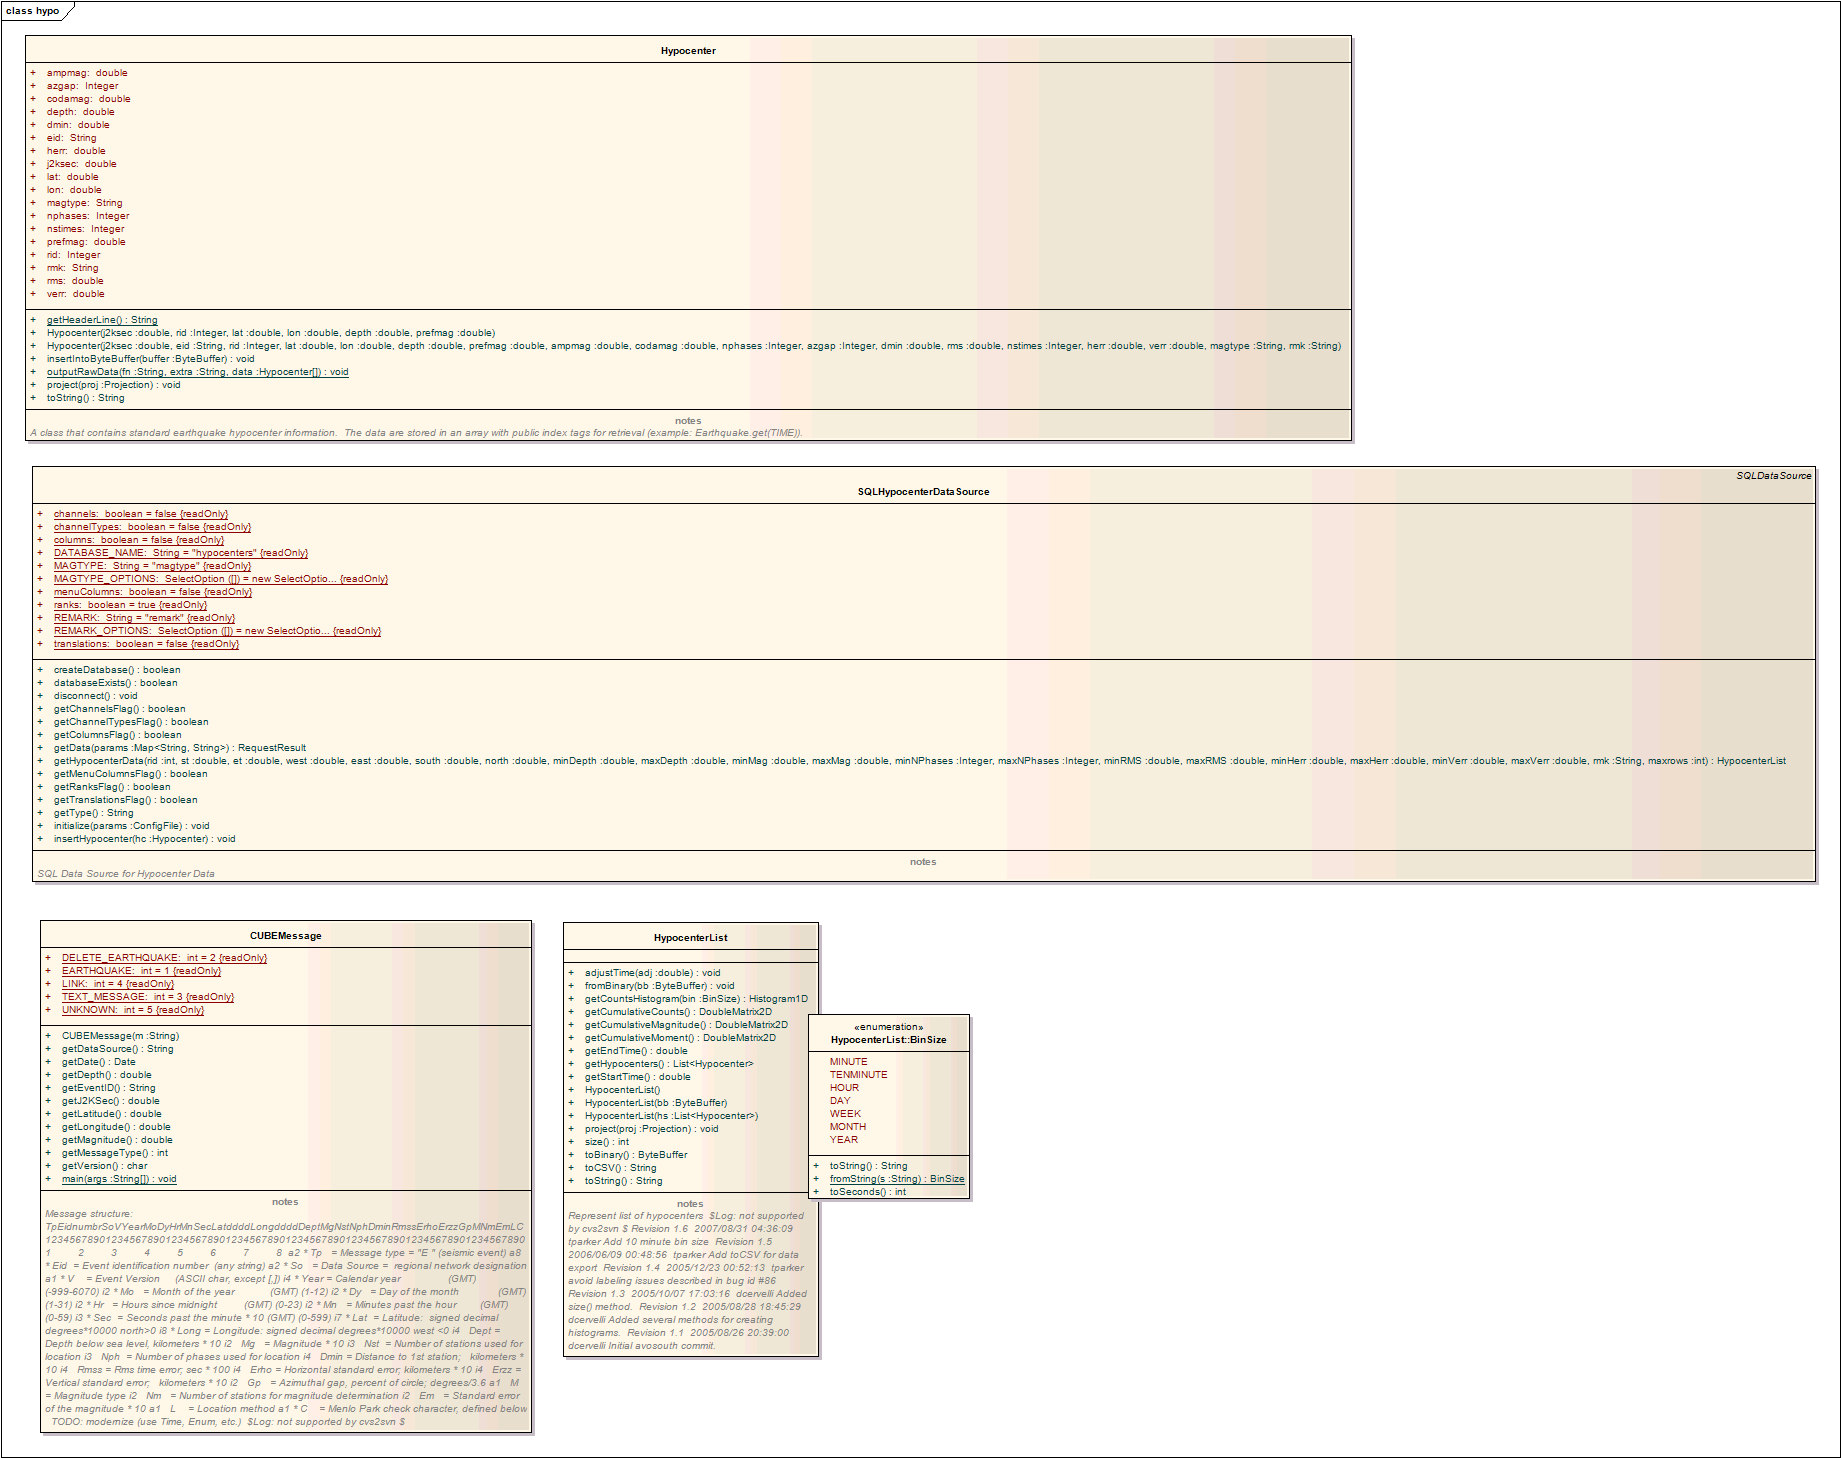 class hypo
Hypocenter
+ ampmag: double
+ azgap: Integer
+ codamag: double
+ depth: double
+ dmin: double
+ eid: String
+ herr: double
+ j2ksec: double
+ lat: double
+ lon: double
+ magtype: String
+ nphases: Integer
+ nstimes: Integer
+ prefmag: double
+ rid: Integer
+ rmk: String
+ rms: double
+ verr: double
+ getHeaderLine() : String
+ Hypocenter(j2ksec :double, rid :Integer, lat :double, lon :double, depth :double, prefmag :double)
+ Hypocenter(j2ksec :double, eid :String, rid :Integer, lat :double, lon :double, depth :double, prefmag :double, ampmag :double, codamag :double, nphases :Integer, azgap :Integer, dmin :double, rms :double, nstimes :Integer, herr :double, verr :double, magtype :String, rmk :String)
+ insertIntoByteBuffer(buffer :ByteBuffer) : void
+ outputRawData(fn :String, extra :String, data :Hypocenter[]) : void
+ project(proj :Projection) : void
+ toString() : String
notes
A class that contains standard earthquake hypocenter information.  The data are stored in an array with public index tags for retrieval (example: Earthquake.get(TIME)).
SQLDataSource
SQLHypocenterDataSource
+ channels: boolean = false {readOnly}
+ channelTypes: boolean = false {readOnly}
+ columns: boolean = false {readOnly}
+ DATABASE_NAME: String = "hypocenters" {readOnly}
+ MAGTYPE: String = "magtype" {readOnly}
+ MAGTYPE_OPTIONS: SelectOption ([]) = new SelectOptio... {readOnly}
+ menuColumns: boolean = false {readOnly}
+ ranks: boolean = true {readOnly}
+ REMARK: String = "remark" {readOnly}
+ REMARK_OPTIONS: SelectOption ([]) = new SelectOptio... {readOnly}
+ translations: boolean = false {readOnly}
+ createDatabase() : boolean
+ databaseExists() : boolean
+ disconnect() : void
+ getChannelsFlag() : boolean
+ getChannelTypesFlag() : boolean
+ getColumnsFlag() : boolean
+ getData(params :Map<String, String>) : RequestResult
+ getHypocenterData(rid :int, st :double, et :double, west :double, east :double, south :double, north :double, minDepth :double, maxDepth :double, minMag :double, maxMag :double, minNPhases :Integer, maxNPhases :Integer, minRMS :double, maxRMS :double, minHerr :double, maxHerr :double, minVerr :double, maxVerr :double, rmk :String, maxrows :int) : HypocenterList
+ getMenuColumnsFlag() : boolean
+ getRanksFlag() : boolean
+ getTranslationsFlag() : boolean
+ getType() : String
+ initialize(params :ConfigFile) : void
+ insertHypocenter(hc :Hypocenter) : void
notes
SQL Data Source for Hypocenter Data
CUBEMessage
+ DELETE_EARTHQUAKE: int = 2 {readOnly}
+ EARTHQUAKE: int = 1 {readOnly}
+ LINK: int = 4 {readOnly}
+ TEXT_MESSAGE: int = 3 {readOnly}
+ UNKNOWN: int = 5 {readOnly}
+ CUBEMessage(m :String)
+ getDataSource() : String
+ getDate() : Date
+ getDepth() : double
+ getEventID() : String
+ getJ2KSec() : double
+ getLatitude() : double
+ getLongitude() : double
+ getMagnitude() : double
+ getMessageType() : int
+ getVersion() : char
+ main(args :String[]) : void
notes
Message structure:
TpEidnumbrSoVYearMoDyHrMnSecLatddddLongddddDeptMgNstNphDminRmssErhoErzzGpMNmEmLC
12345678901234567890123456789012345678901234567890123456789012345678901234567890
1 2 3 4 5 6 7 8 a2 * Tp = Message type = "E " (seismic event) a8
* Eid = Event identification number (any string) a2 * So = Data Source = regional network designation
a1 * V = Event Version (ASCII char, except [,]) i4 * Year = Calendar year (GMT)
(-999-6070) i2 * Mo = Month of the year (GMT) (1-12) i2 * Dy = Day of the month (GMT)
(1-31) i2 * Hr = Hours since midnight (GMT) (0-23) i2 * Mn = Minutes past the hour (GMT)
(0-59) i3 * Sec = Seconds past the minute * 10 (GMT) (0-599) i7 * Lat = Latitude: signed decimal
degrees*10000 north>0 i8 * Long = Longitude: signed decimal degrees*10000 west <0 i4 Dept =
Depth below sea level, kilometers * 10 i2 Mg = Magnitude * 10 i3 Nst = Number of stations used for
location i3 Nph = Number of phases used for location i4 Dmin = Distance to 1st station; kilometers *
10 i4 Rmss = Rms time error; sec * 100 i4 Erho = Horizontal standard error; kilometers * 10 i4 Erzz =
Vertical standard error; kilometers * 10 i2 Gp = Azimuthal gap, percent of circle; degrees/3.6 a1 M
= Magnitude type i2 Nm = Number of stations for magnitude determination i2 Em = Standard error
of the magnitude * 10 a1 L = Location method a1 * C = Menlo Park check character, defined below
TODO: modernize (use Time, Enum, etc.) $Log: not supported by cvs2svn $
HypocenterList
+ adjustTime(adj :double) : void
+ fromBinary(bb :ByteBuffer) : void
+ getCountsHistogram(bin :BinSize) : Histogram1D
+ getCumulativeCounts() : DoubleMatrix2D
+ getCumulativeMagnitude() : DoubleMatrix2D
+ getCumulativeMoment() : DoubleMatrix2D
+ getEndTime() : double
+ getHypocenters() : List<Hypocenter>
+ getStartTime() : double
+ HypocenterList()
+ HypocenterList(bb :ByteBuffer)
+ HypocenterList(hs :List<Hypocenter>)
+ project(proj :Projection) : void
+ size() : int
+ toBinary() : ByteBuffer
+ toCSV() : String
+ toString() : String
notes
Represent list of hypocenters $Log: not supported
by cvs2svn $ Revision 1.6 2007/08/31 04:36:09
tparker Add 10 minute bin size Revision 1.5
2006/06/09 00:48:56 tparker Add toCSV for data
export Revision 1.4 2005/12/23 00:52:13 tparker
avoid labeling issues described in bug id #86
Revision 1.3 2005/10/07 17:03:16 dcervelli Added
size() method. Revision 1.2 2005/08/28 18:45:29
dcervelli Added several methods for creating
histograms. Revision 1.1 2005/08/26 20:39:00
dcervelli Initial avosouth commit.
«enumeration»
HypocenterList::BinSize
MINUTE
TENMINUTE
HOUR
DAY
WEEK
MONTH
YEAR
+ toString() : String
+ fromString(s :String) : BinSize
+ toSeconds() : int